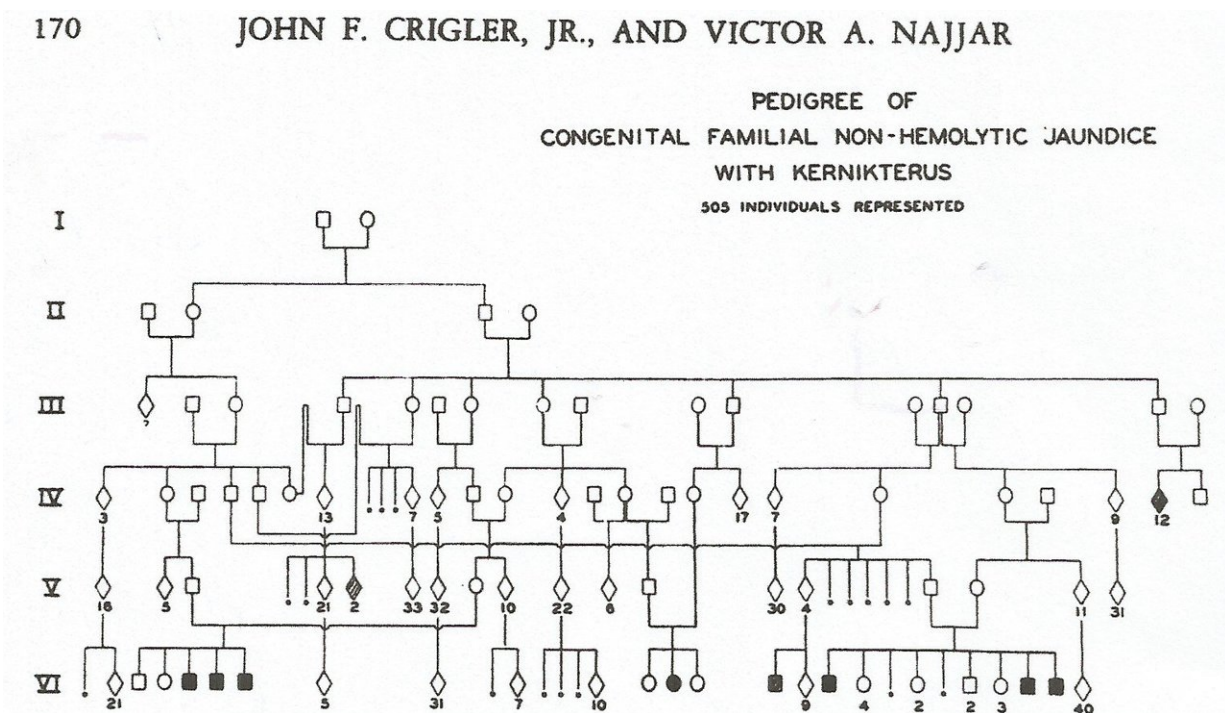 170 JOHN F. CRIGLER, JR., AND VICTOR A. NAJJAR
PEDIGREE OF
CONGENITAL FAMILIAL NON-HEMOLYTIC JAUNDICE
WITH KERNIKTERUS
505 INDIVIDUALS REPRESENTED
I
II
III
?
IV
3 13 7 5 4 17 7 9 12
V
16 5 21 2 33 32 10 22 6 30 4 11 31
VI
21 5 31 7 10 9 4 2 2 3 40